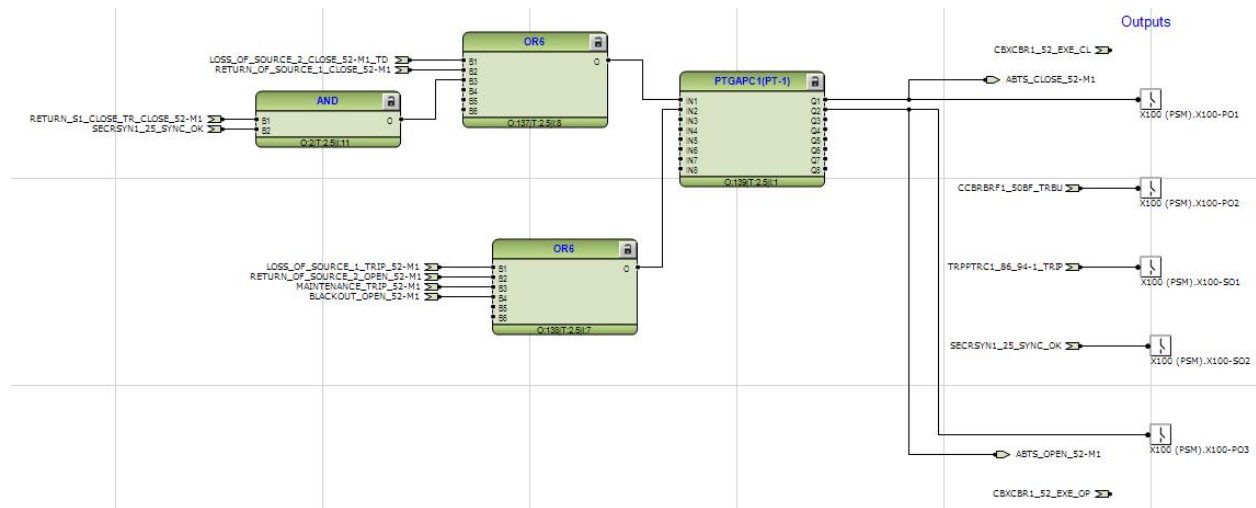 Outputs
OR6
LOSS_OF_SOURCE_2_CLOSE_52-M1_TD
RETURN_OF_SOURCE_1_CLOSE_52-M1
B1
B2
B3
B4
B5
B6
O
O:137|T:2.5|I:6
AND
RETURN_S1_CLOSE_TR_CLOSE_52-M1
SECRSYN1_25_SYNC_OK
B1
B2
O
O:2|T:2.5|I:11
PTGAPC1(PT-1)
IN1 Q1
IN2 Q2
IN3 Q3
IN4 Q4
IN5 Q5
IN6 Q6
IN7 Q7
IN8 Q8
O:139|T:2.5|I:1
OR6
LOSS_OF_SOURCE_1_TRIP_52-M1
RETURN_OF_SOURCE_2_OPEN_52-M1
MAINTENANCE_TRIP_52-M1
BLACKOUT_OPEN_52-M1
B1
B2
B3
B4
B5
B6
O
O:138|T:2.5|I:7
CBXCBR1_52_EXE_CL
ABTS_CLOSE_52-M1
X100 (PSM).X100-PO1
CCBRBRF1_50BF_TRBU
X100 (PSM).X100-PO2
TRPPTRC1_86_94-1_TRIP
X100 (PSM).X100-SO1
SECRSYN1_25_SYNC_OK
X100 (PSM).X100-SO2
X100 (PSM).X100-PO3
ABTS_OPEN_52-M1
CBXCBR1_52_EXE_OP